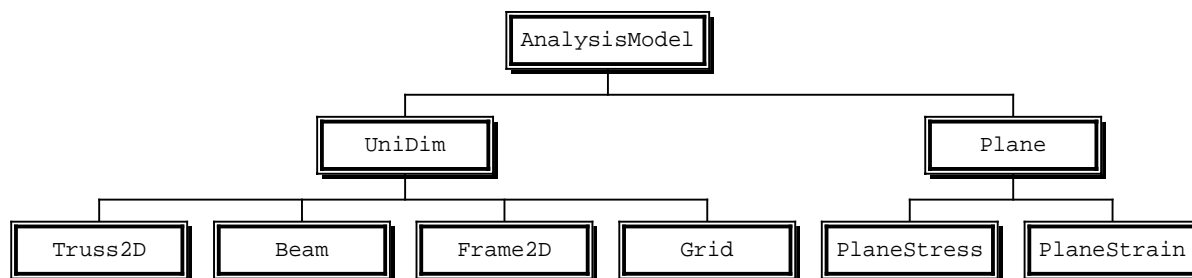 AnalysisModel
UniDim
Plane
Truss2D
Beam
Frame2D
Grid
PlaneStress
PlaneStrain